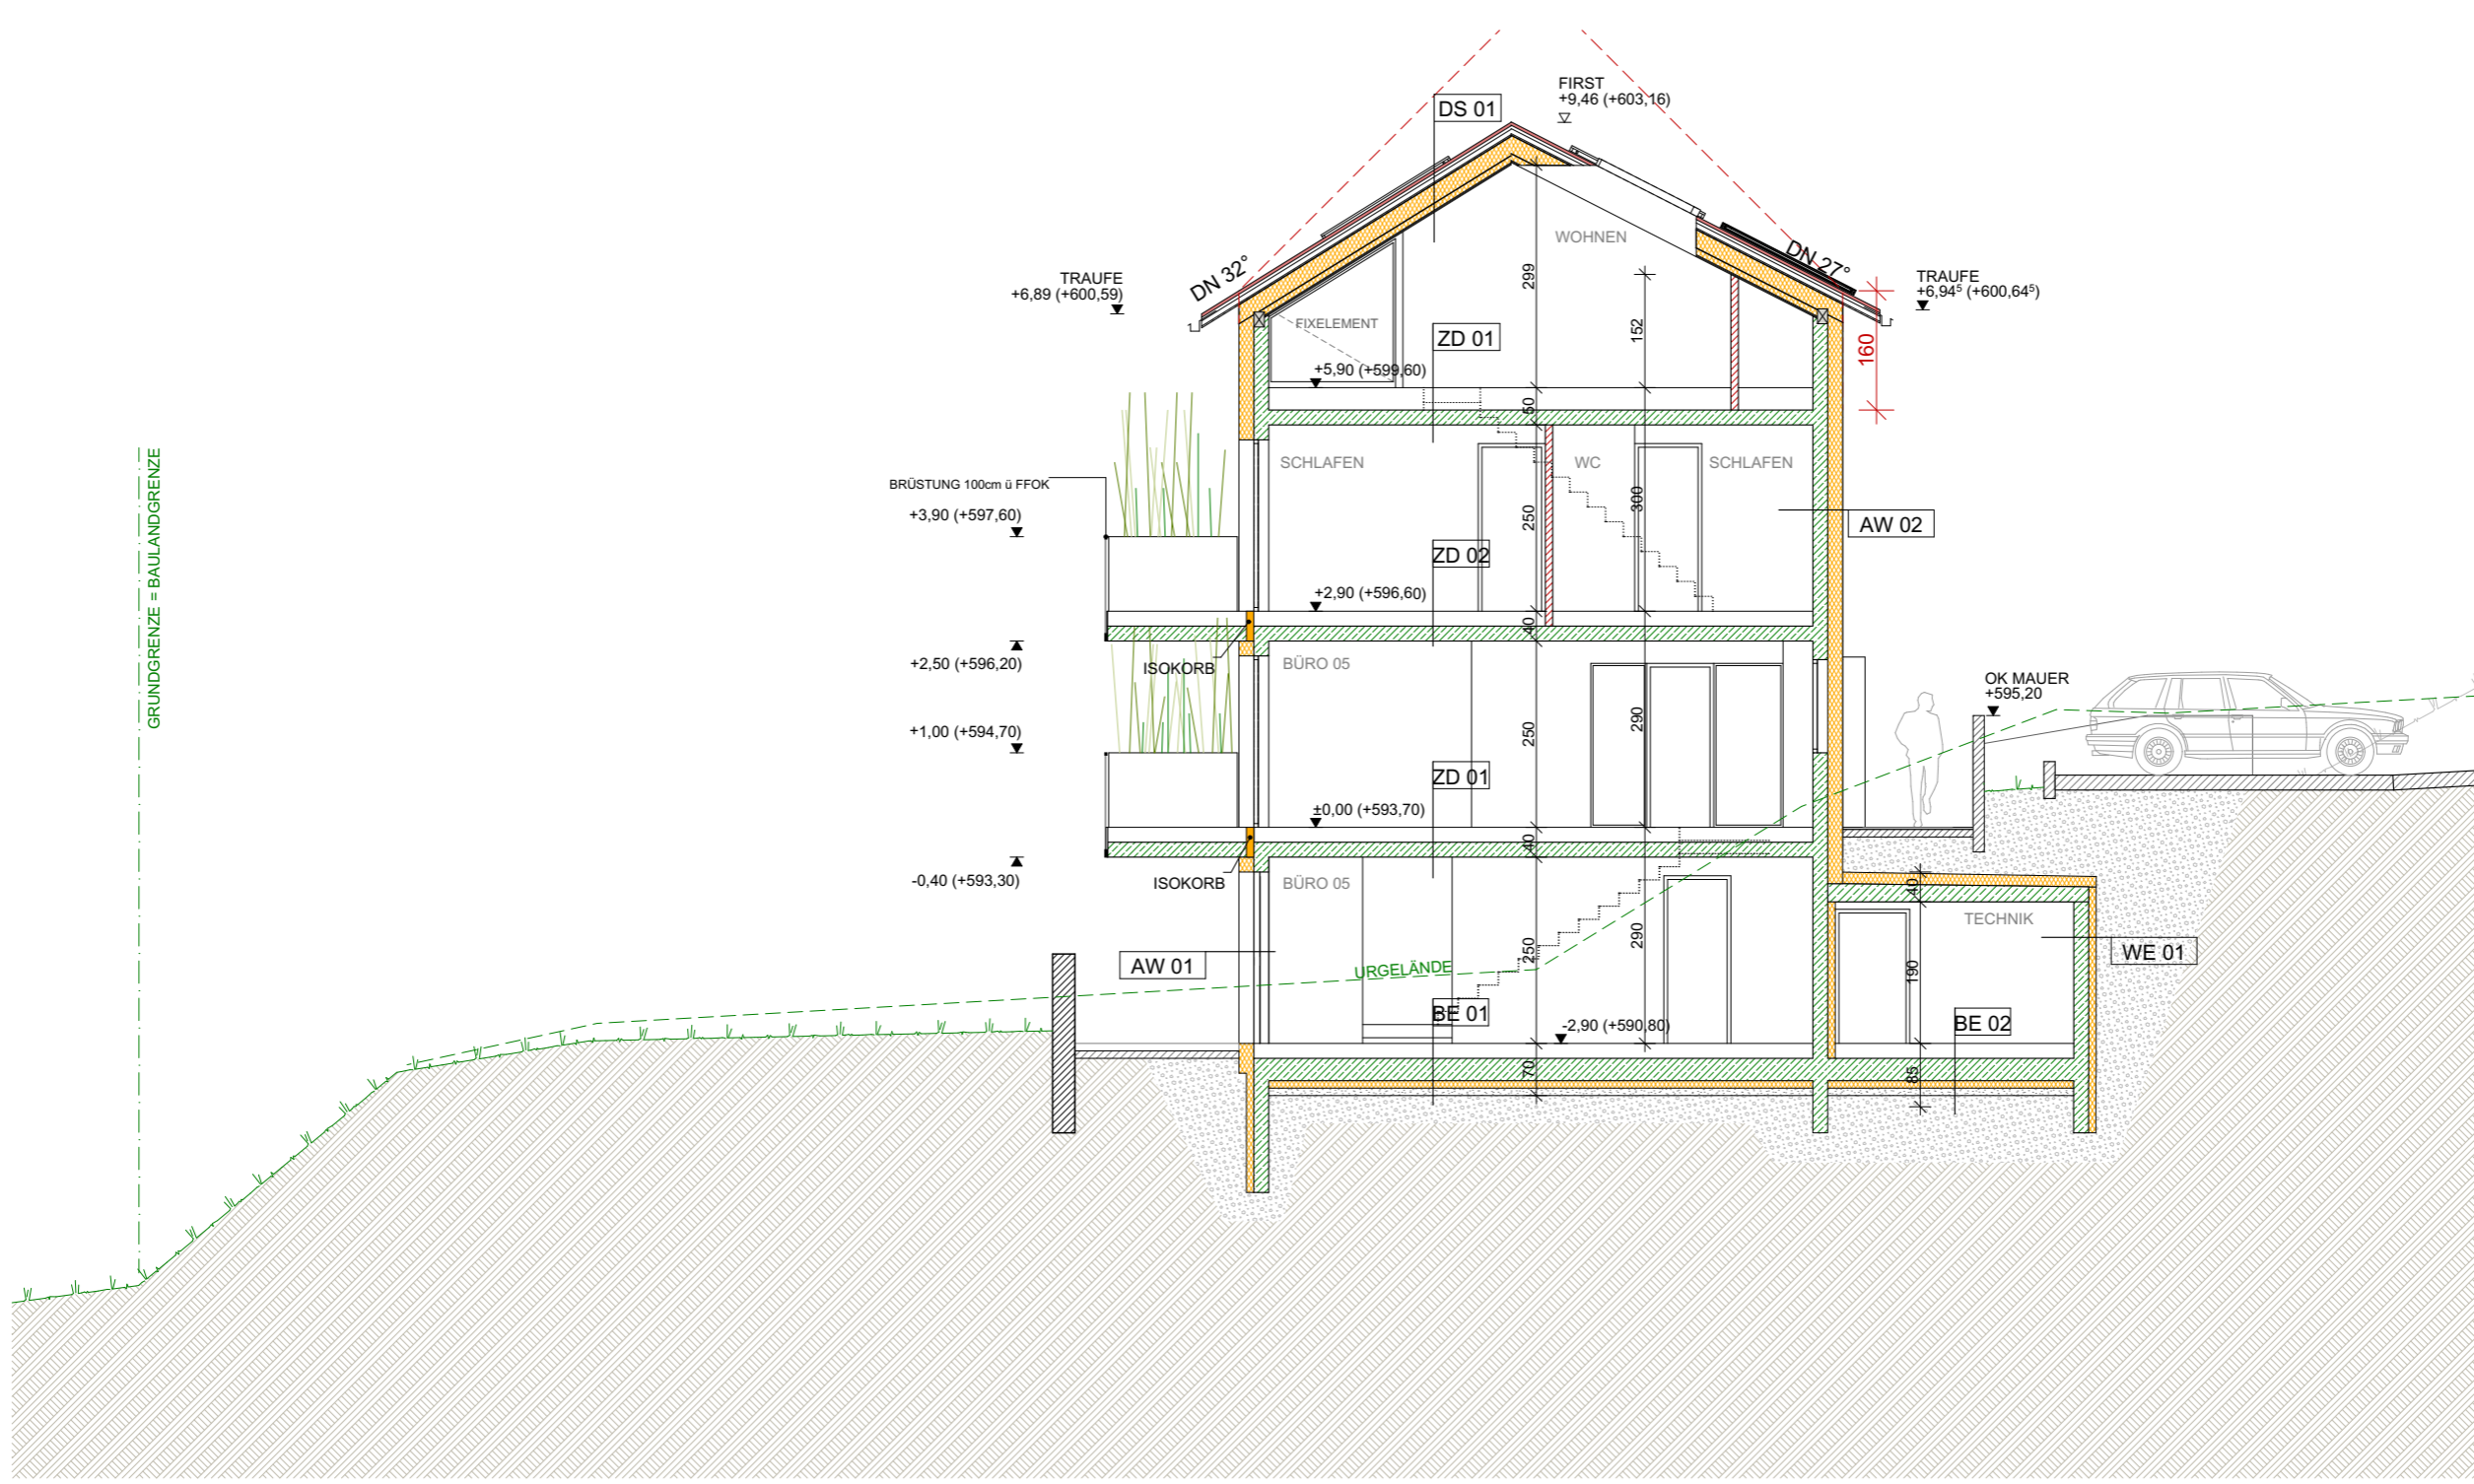 FIRST
+9,46 (+603,16)
DS 01
WOHNEN
DN 32°
DN 27°
TRAUFE
+6,89 (+600,59)
TRAUFE
+6,94⁵ (+600,64⁵)
299
152
160
FIXELEMENT
ZD 01
+5,90 (+599,60)
50
SCHLAFEN
WC
SCHLAFEN
BRÜSTUNG 100cm ü FFOK
+3,90 (+597,60)
250
300
AW 02
ZD 02
+2,90 (+596,60)
40
+2,50 (+596,20)
ISOKORB
BÜRO 05
GRUNDGRENZE = BAULANDGRENZE
OK MAUER
+595,20
+1,00 (+594,70)
250
290
ZD 01
±0,00 (+593,70)
40
-0,40 (+593,30)
ISOKORB
BÜRO 05
40
TECHNIK
250
290
190
AW 01
WE 01
URGELÄNDE
BE 01
-2,90 (+590,80)
BE 02
70
85